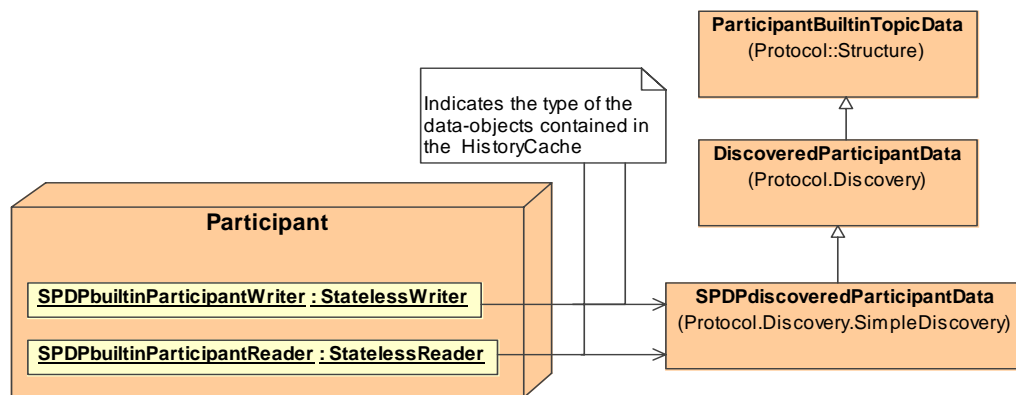 ParticipantBuiltinTopicData
(Protocol::Structure)
Indicates the type of the
data-objects contained in
the HistoryCache
DiscoveredParticipantData
(Protocol.Discovery)
Participant
SPDPbuiltinParticipantWriter : StatelessWriter
SPDPdiscoveredParticipantData
(Protocol.Discovery.SimpleDiscovery)
SPDPbuiltinParticipantReader : StatelessReader